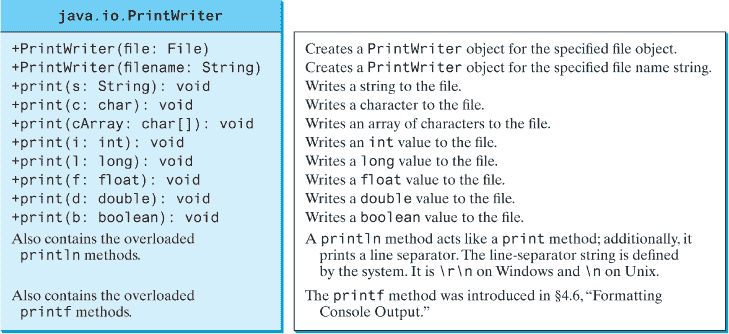 java.io.PrintWriter
+PrintWriter(file: File)
Creates a PrintWriter object for the specified file object.
+PrintWriter(filename: String)
Creates a PrintWriter object for the specified file name string.
+print(s: String): void
Writes a string to the file.
+print(c: char): void
Writes a character to the file.
+print(cArray: char[]): void
Writes an array of characters to the file.
+print(i: int): void
Writes an int value to the file.
+print(l: long): void
Writes a long value to the file.
+print(f: float): void
Writes a float value to the file.
+print(d: double): void
Writes a double value to the file.
+print(b: boolean): void
Writes a boolean value to the file.
Also contains the overloaded
println methods.
A println method acts like a print method; additionally, it
prints a line separator. The line-separator string is defined
by the system. It is \r\n on Windows and \n on Unix.
Also contains the overloaded
printf methods.
The printf method was introduced in §4.6, “Formatting
Console Output.”